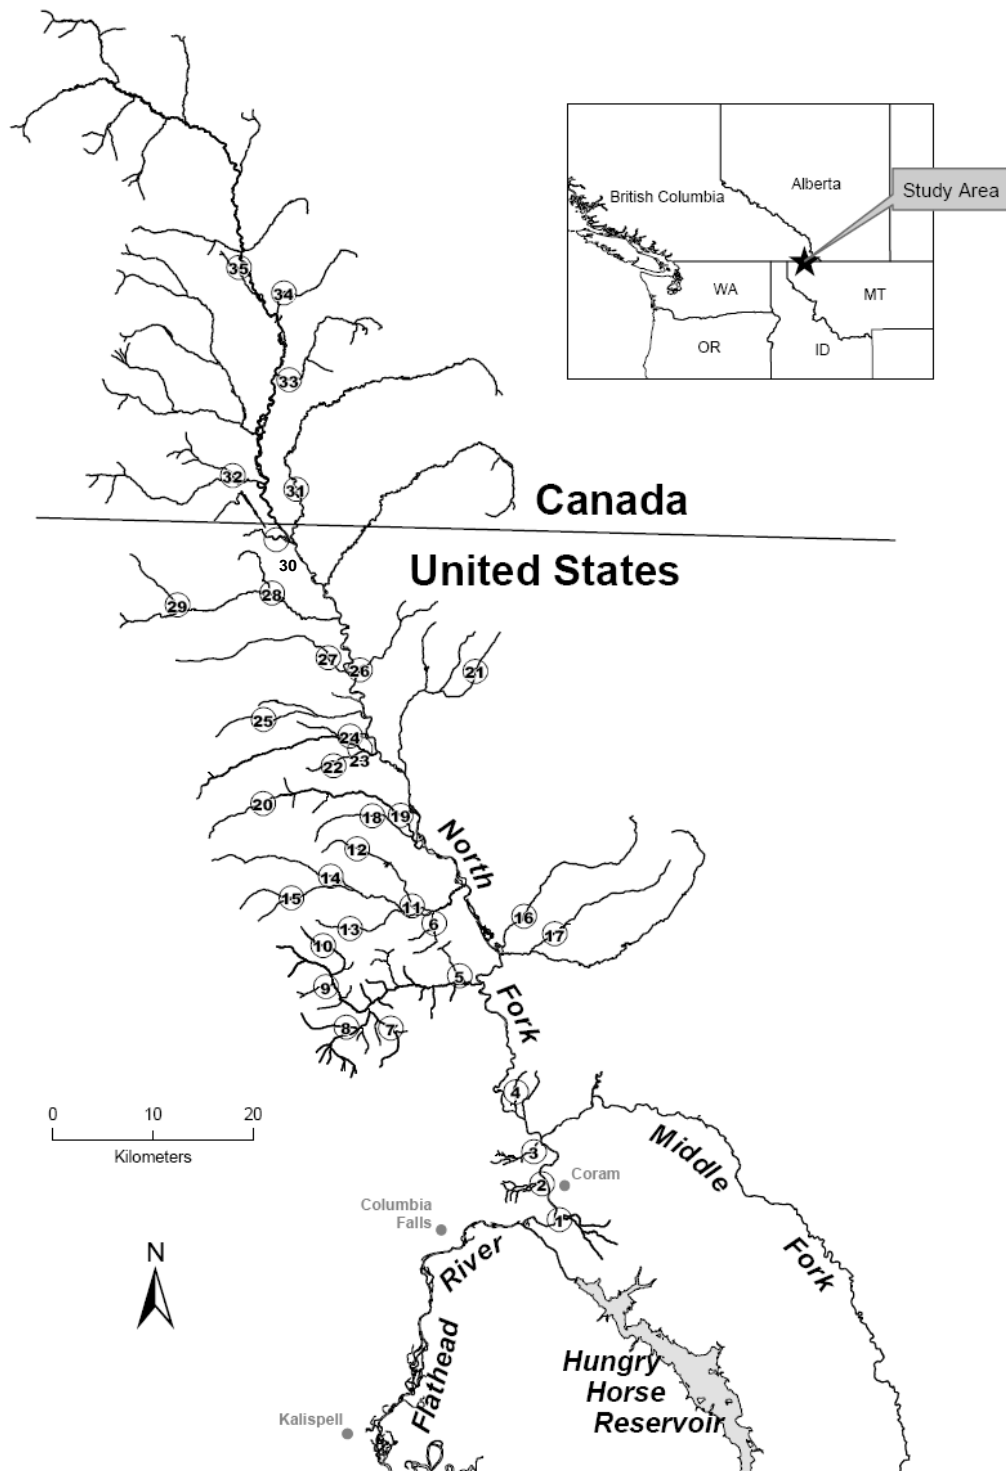 British Columbia
Alberta
Study Area
WA
MT
OR
ID
35
34
33
32
31
Canada
United States
30
29
28
27
26
21
25
24
23
22
20
19
18
12
14
15
11
6
13
10
16
17
9
5
8
7
North
Fork
4
3
2
1
Coram
Middle
Fork
0
10
20
Kilometers
Columbia
Falls
N
River
Flathead
Kalispell
Hungry
Horse
Reservoir